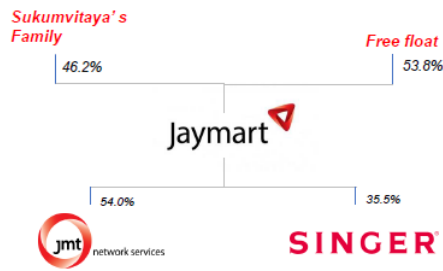 Sukumvitaya's
Family
Free float
46.2%
53.8%
Jaymart
54.0%
35.5%
jmt network services
SINGER